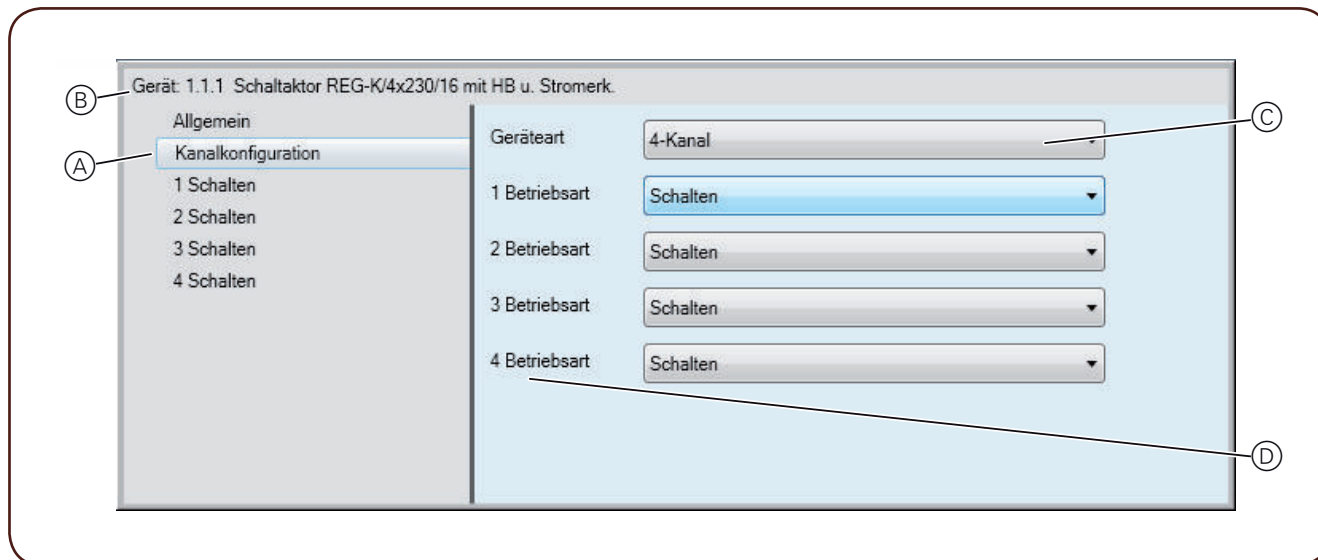 Gerät: 1.1.1 Schaltaktor REG-K/4x230/16 mit HB u. Stromerk.
B
Allgemein
Kanalkonfiguration
A
1 Schalten
2 Schalten
3 Schalten
4 Schalten
Geräteart 4-Kanal
C
1 Betriebsart Schalten
2 Betriebsart Schalten
3 Betriebsart Schalten
4 Betriebsart Schalten
D